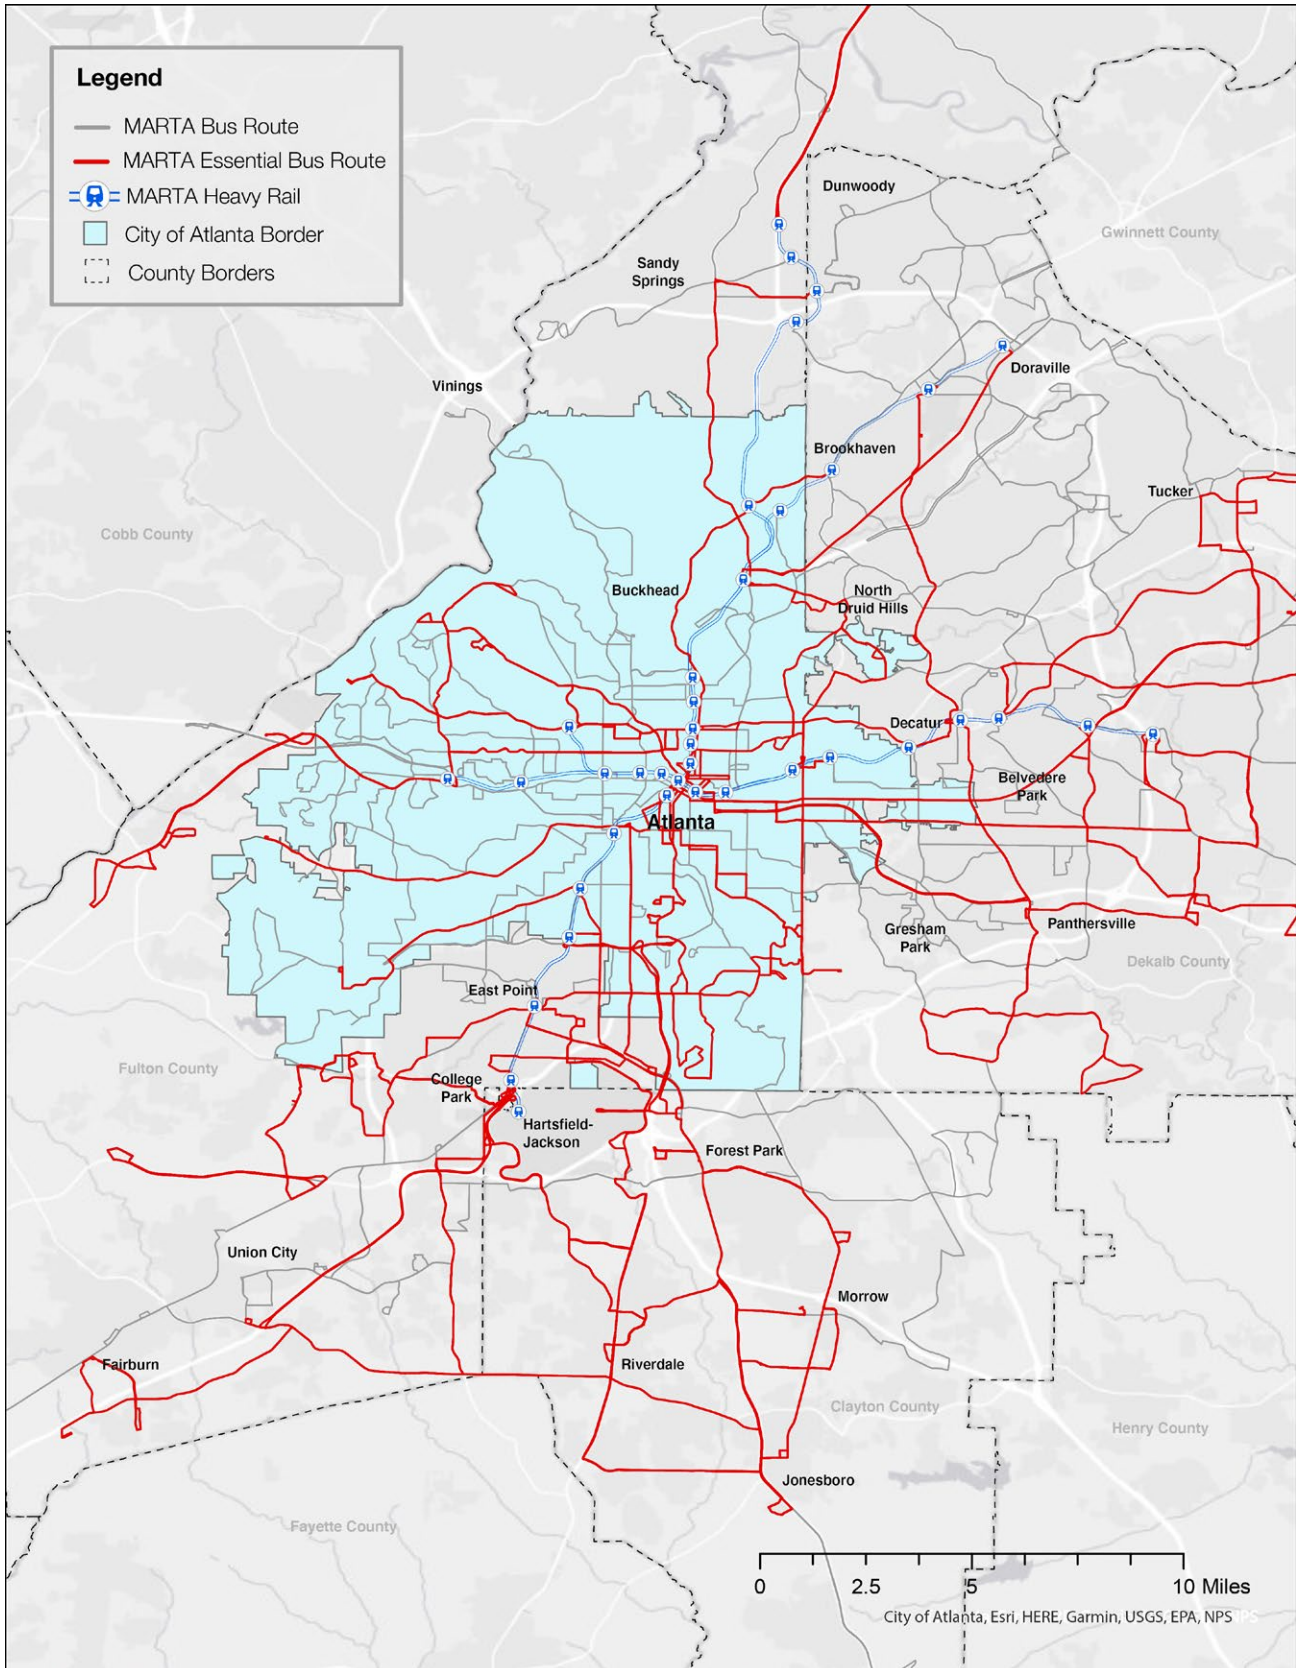 Legend
MARTA Bus Route
MARTA Essential Bus Route
MARTA Heavy Rail
City of Atlanta Border
County Borders
Dunwoody
Gwinnett County
Sandy
Springs
Doraville
Vinings
Brookhaven
Tucker
Cobb County
Buckhead
North
Druid Hills
Decatur
Belvedere
Park
Atlanta
Gresham
Park
Panthersville
Dekalb County
East Point
Fulton County
College
Park
Hartsfield-
Jackson
Forest Park
Union City
Morrow
Fairburn
Riverdale
Clayton County
Henry County
Jonesboro
Fayette County
0 2.5 5 10 Miles
City of Atlanta, Esri, HERE, Garmin, USGS, EPA, NPS
NPS